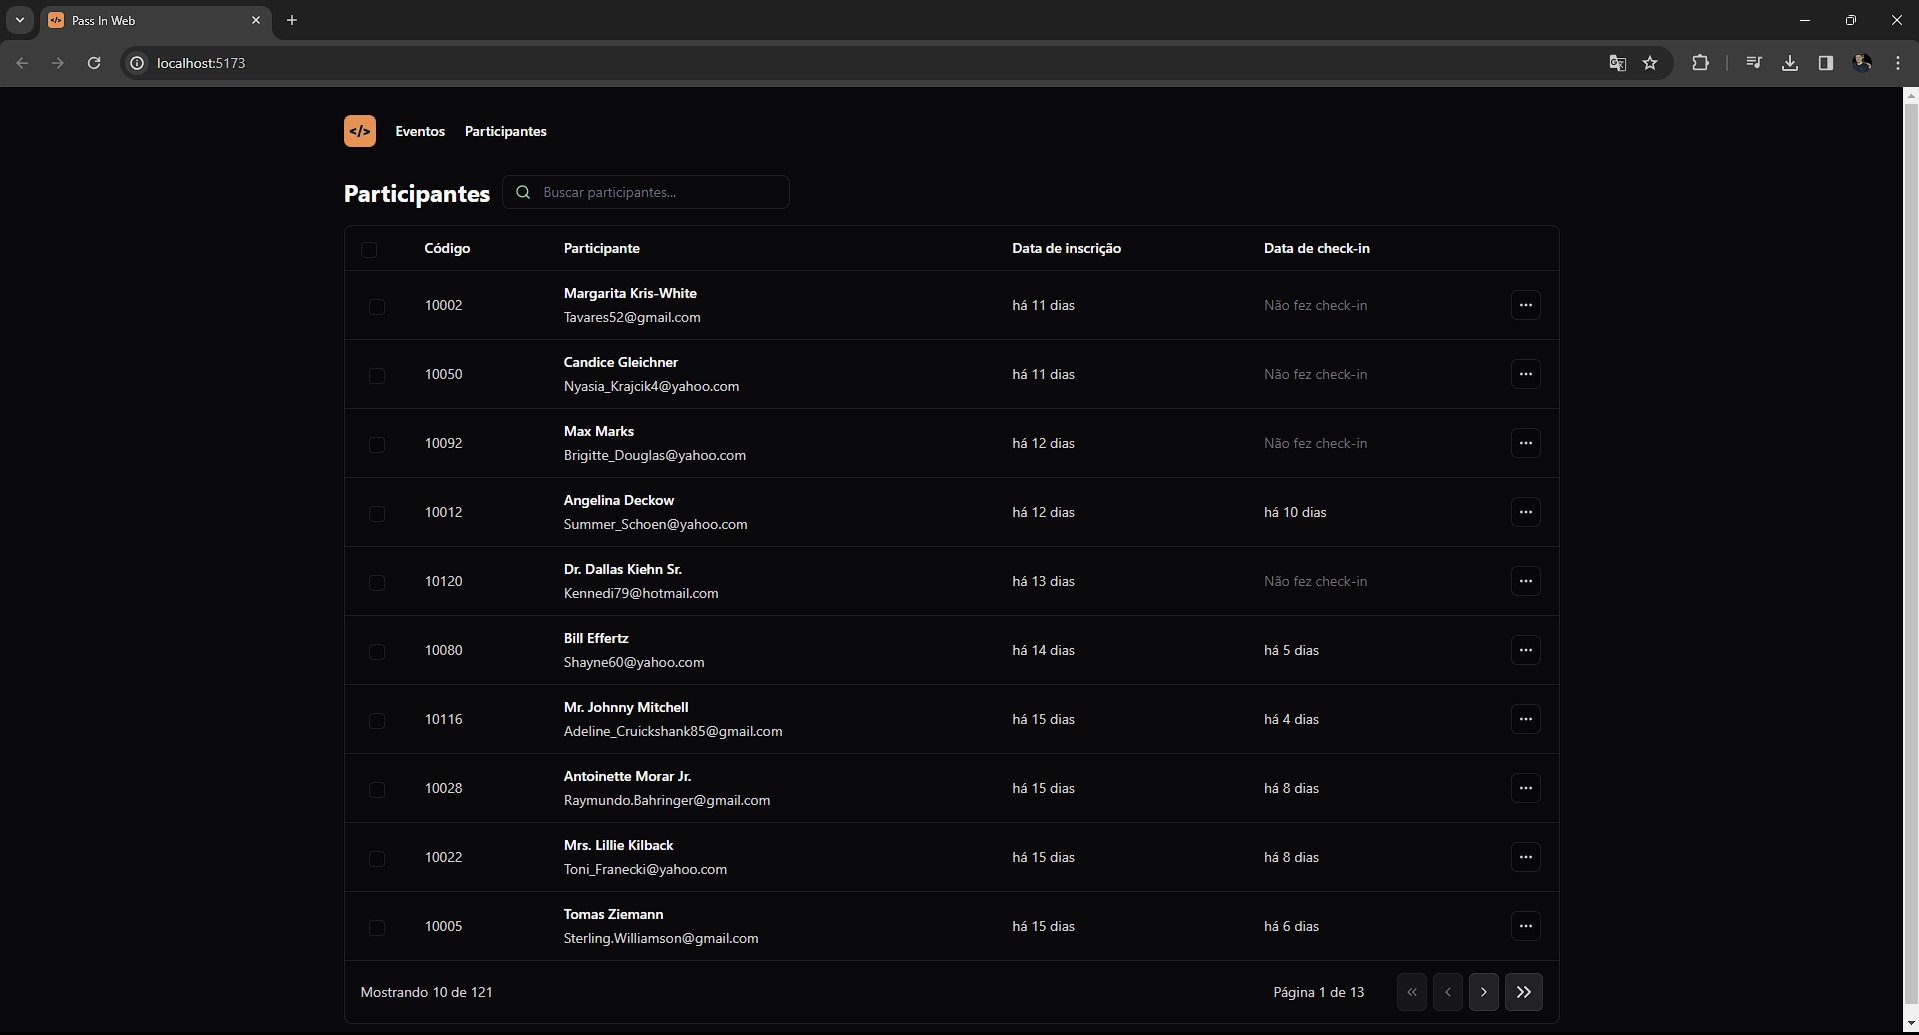 Pass In Web
localhost:5173
</> Eventos Participantes
Participantes Buscar participantes...
Código Participante Data de inscrição Data de check-in
10002 Margarita Kris-White há 11 dias Não fez check-in
Tavares52@gmail.com
10050 Candice Gleichner há 11 dias Não fez check-in
Nyasia_Krajcik4@yahoo.com
10092 Max Marks há 12 dias Não fez check-in
Brigitte_Douglas@yahoo.com
10012 Angelina Deckow há 12 dias há 10 dias
Summer_Schoen@yahoo.com
10120 Dr. Dallas Kiehn Sr. há 13 dias Não fez check-in
Kennedi79@hotmail.com
10080 Bill Effertz há 14 dias há 5 dias
Shayne60@yahoo.com
10116 Mr. Johnny Mitchell há 15 dias há 4 dias
Adeline_Cruickshank85@gmail.com
10028 Antoinette Morar Jr. há 15 dias há 8 dias
Raymundo.Bahringer@gmail.com
10022 Mrs. Lillie Kilback há 15 dias há 8 dias
Toni_Franecki@yahoo.com
10005 Tomas Ziemann há 15 dias há 6 dias
Sterling.Williamson@gmail.com
Mostrando 10 de 121 Página 1 de 13